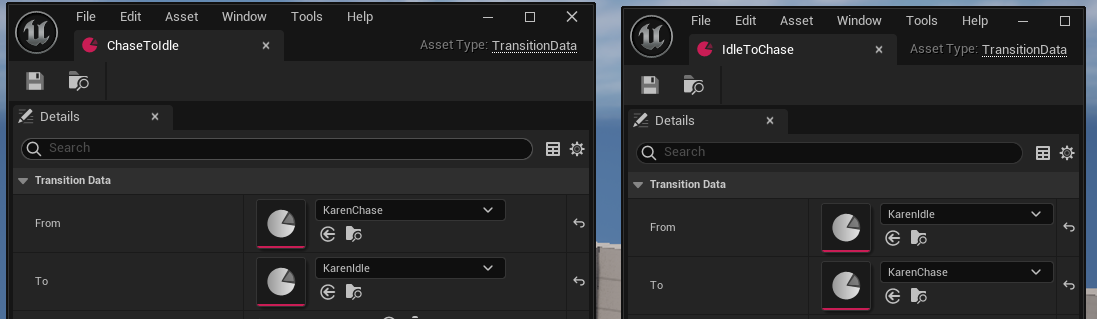 File Edit Asset Window Tools Help
ChaseToIdle
Asset Type: TransitionData
Details
Search
Transition Data
From
KarenChase
To
KarenIdle
File Edit Asset Window Tools Help
IdleToChase
Asset Type: TransitionData
Details
Search
Transition Data
From
KarenIdle
To
KarenChase